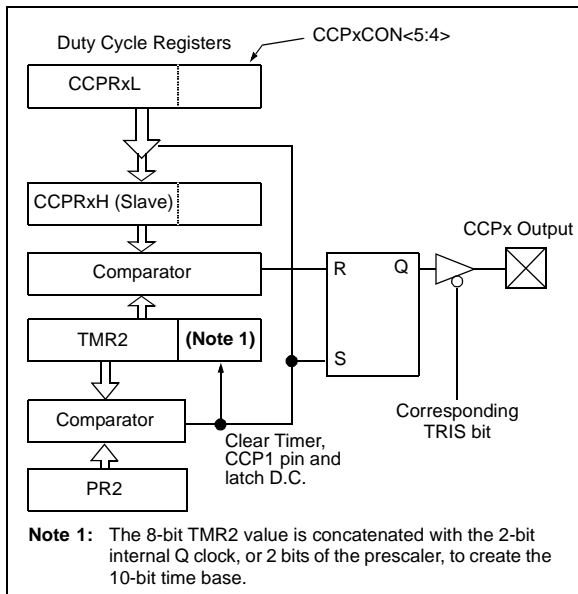 Duty Cycle Registers
CCPxCON<5:4>
CCPRxL
CCPRxH (Slave)
CCPx Output
Comparator
R
Q
TMR2
(Note 1)
S
Comparator
Clear Timer,
CCP1 pin and
latch D.C.
Corresponding
TRIS bit
PR2
Note 1: The 8-bit TMR2 value is concatenated with the 2-bit
internal Q clock, or 2 bits of the prescaler, to create the
10-bit time base.